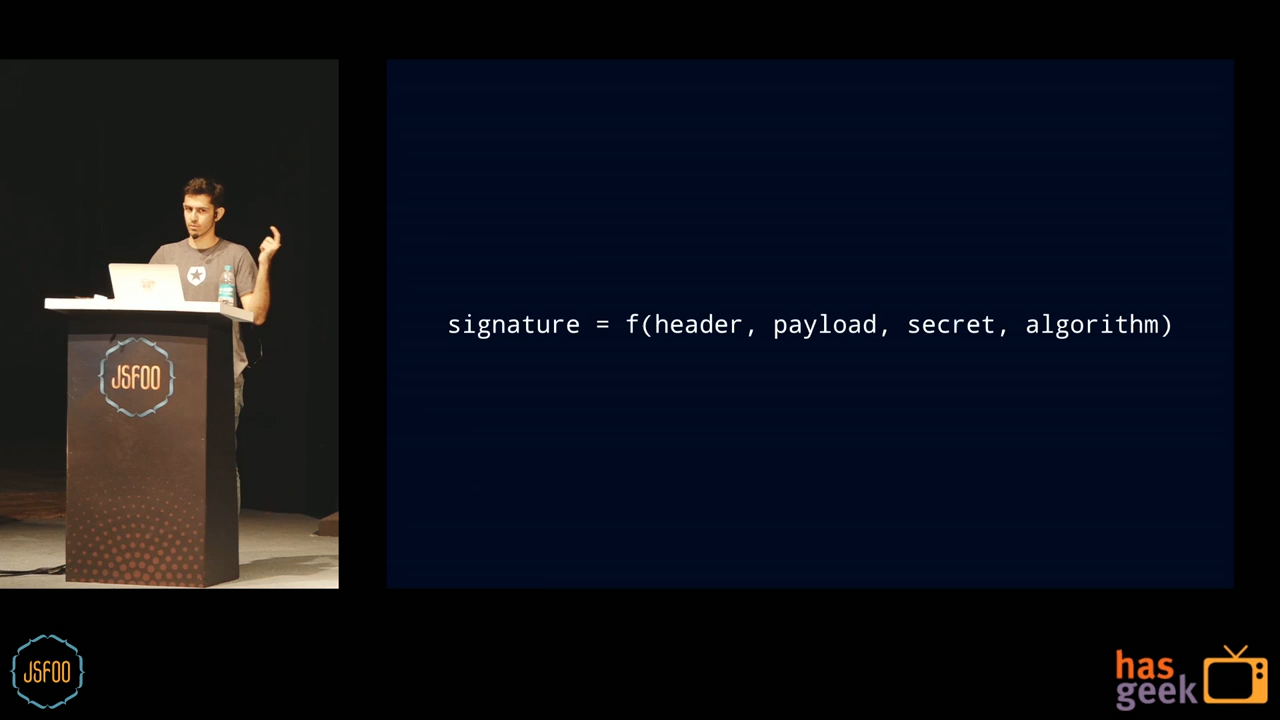 signature = f(header, payload, secret, algorithm)
JSFOO
JSFOO
has
geek